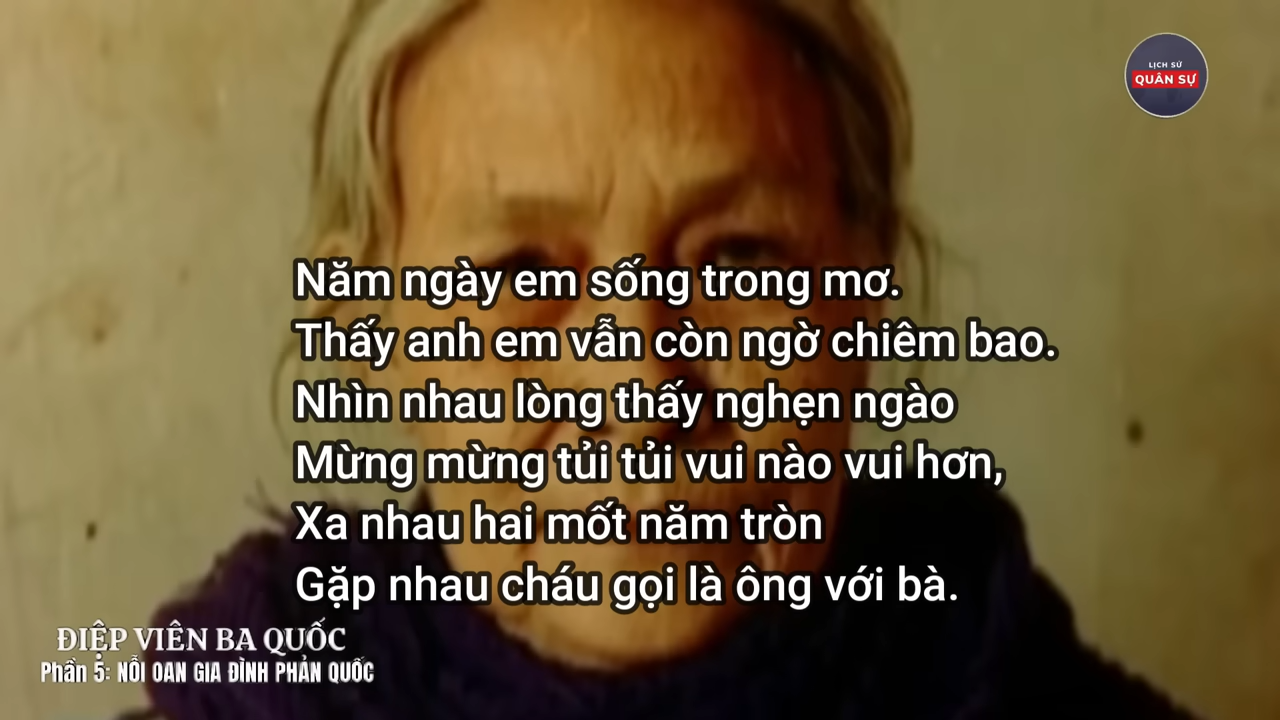 LỊCH SỬ
QUÂN SỰ
Năm ngày em sống trong mơ.
Thấy anh em vẫn còn ngờ chiêm bao.
Nhìn nhau lòng thấy nghẹn ngào
Mừng mừng tủi tủi vui nào vui hơn,
Xa nhau hai mốt năm tròn
Gặp nhau cháu gọi là ông với bà.
ĐIỆP VIÊN BA QUỐC
Phần 5: NỖI OAN GIA ĐÌNH PHẢN QUỐC